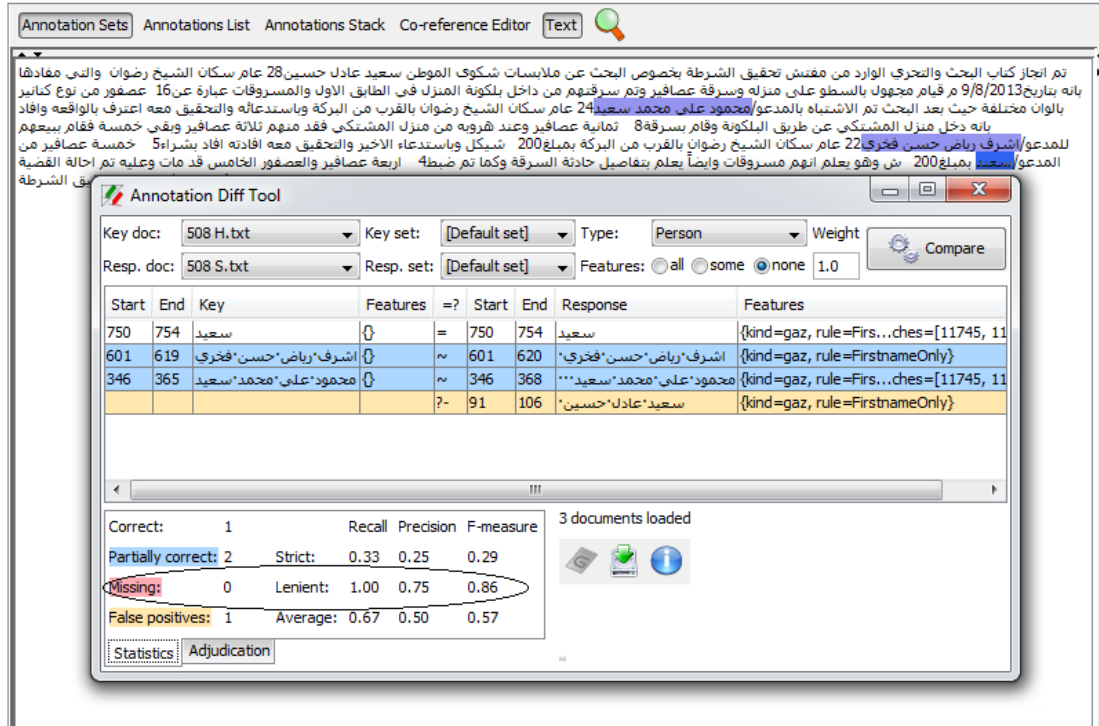 Annotation Sets Annotations List Annotations Stack Co-reference Editor Text
تم انجاز كتاب البحث والتحري الوارد من مفتش تحقيق الشرطة بخصوص البحث عن ملابسات شكوى الموطن سعيد عادل حسين28 عام سكان الشيخ رضوان والتي مفادها
بانه بتاريخ9/8/2013 م قيام مجهول بالسطو على منزله وسرقة عصافير وتم سرقتهم من داخل بلكونة المنزل في الطابق الاول والمسروقات عبارة عن16 عصفور من نوع كنانير
بالوان مختلفة حيث بعد البحث تم الاشتباه بالمدعو/محمود علي محمد سعيد24 عام سكان الشيخ رضوان بالقرب من البركة وباستدعائه والتحقيق معه اعترف بالواقعه وافاد
بانه دخل منزل المشتكي عن طريق البلكونة وقام بسرقة8 ثمانية عصافير وعند هروبه من منزل المشتكي فقد منهم ثلاثة عصافير وبقي خمسة فقام ببيعهم
للمدعو/اشرف رياض حسن فخري22 عام سكان الشيخ رضوان بالقرب من البركة بمبلغ200 شيكل وباستدعاء الاخير والتحقيق معه افادته افاد بشراء5 خمسة عصافير من
المدعو/سعيد بمبلغ200 ش وهو يعلم انهم مسروقات وايضاً يعلم بتفاصيل حادثة السرقة وكما تم ضبط4 اربعة عصافير والعصفور الخامس قد مات وعليه تم احالة القضية
الشرطة
Annotation Diff Tool
Key doc: 508 H.txt Key set: [Default set] Type: Person Weight
Compare
Resp. doc: 508 S.txt Resp. set: [Default set] Features: all some none 1.0
Start End Key Features =? Start End Response Features
750 754 سعيد {} = 750 754 سعيد {kind=gaz, rule=Firs...ches=[11745, 11
601 619 اشرف·رياض·حسن·فخري {} ~ 601 620 اشرف·رياض·حسن·فخري· {kind=gaz, rule=FirstnameOnly}
346 365 محمود·علي·محمد·سعيد {} ~ 346 368 محمود·علي·محمد·سعيد··· {kind=gaz, rule=Firs...ches=[11745, 11
?- 91 106 سعيد·عادل·حسين· {kind=gaz, rule=FirstnameOnly}
Correct: 1 Recall Precision F-measure
Partially correct: 2 Strict: 0.33 0.25 0.29
Missing: 0 Lenient: 1.00 0.75 0.86
False positives: 1 Average: 0.67 0.50 0.57
3 documents loaded
Statistics Adjudication